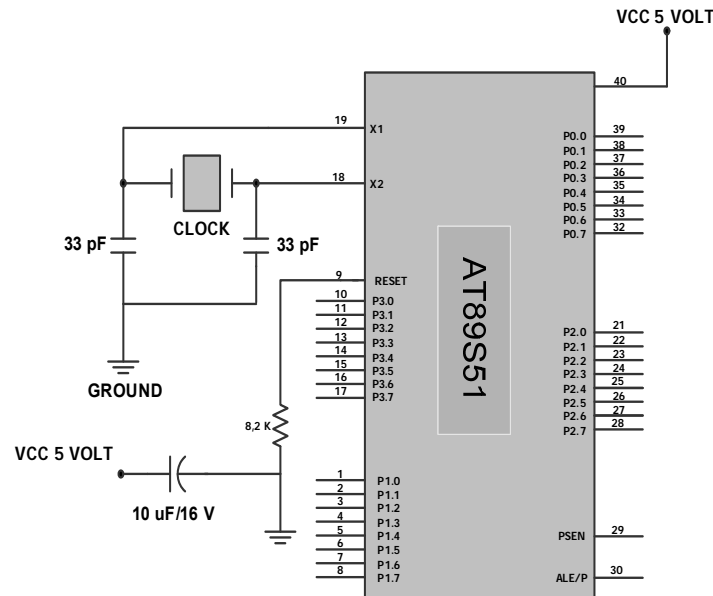 VCC 5 VOLT
40
19
X1
P0.0
39
P0.1
38
P0.2
37
P0.3
36
P0.4
35
P0.5
34
P0.6
33
P0.7
32
18
X2
CLOCK
33 pF
33 pF
GROUND
9
RESET
10
P3.0
11
P3.1
12
P3.2
13
P3.3
14
P3.4
15
P3.5
16
P3.6
17
P3.7
AT89S51
P2.0
21
P2.1
22
P2.2
23
P2.3
24
P2.4
25
P2.5
26
P2.6
27
P2.7
28
8,2 K
VCC 5 VOLT
10 uF/16 V
1
P1.0
2
P1.1
3
P1.2
4
P1.3
5
P1.4
6
P1.5
7
P1.6
8
P1.7
PSEN
29
ALE/P
30